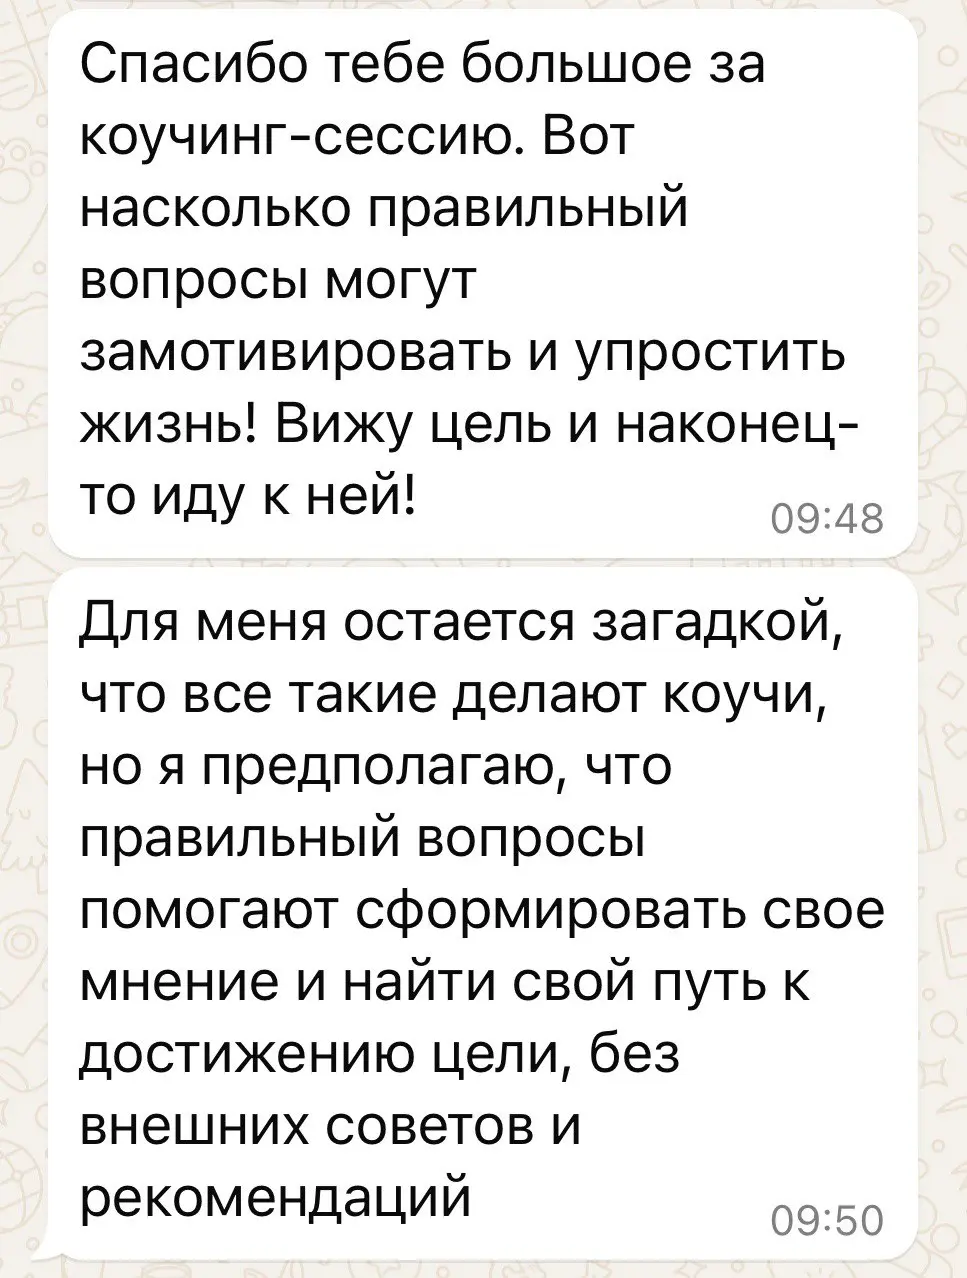 Спасибо тебе большое за
коучинг-сессию. Вот
насколько правильный
вопросы могут
замотивировать и упростить
жизнь! Вижу цель и наконец-
то иду к ней!
09:48
Для меня остается загадкой,
что все такие делают коучи,
но я предполагаю, что
правильный вопросы
помогают сформировать свое
мнение и найти свой путь к
достижению цели, без
внешних советов и
рекомендаций
09:50